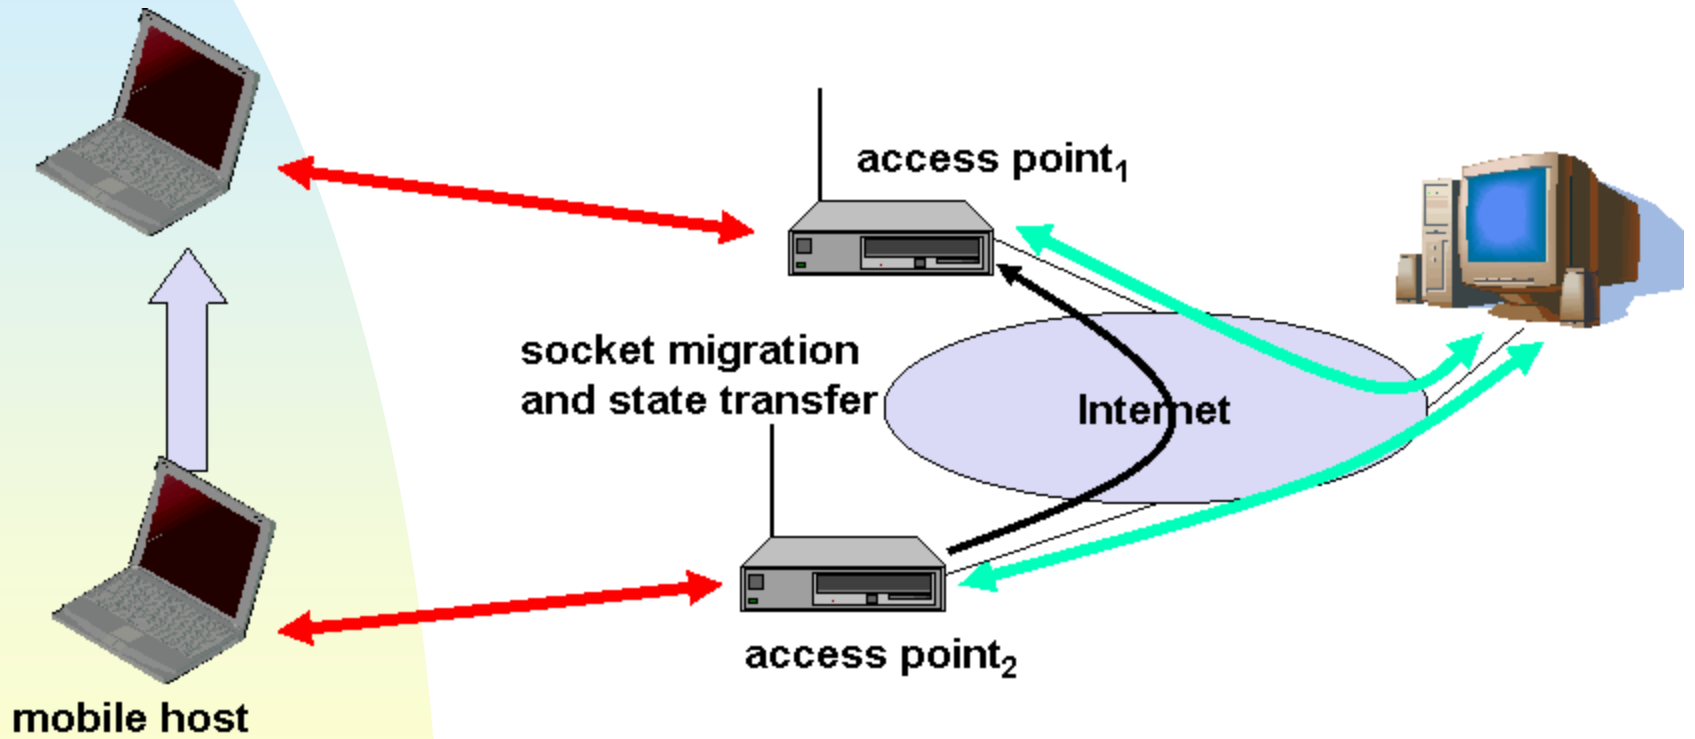 access point1
socket migration
and state transfer
Internet
access point2
mobile host